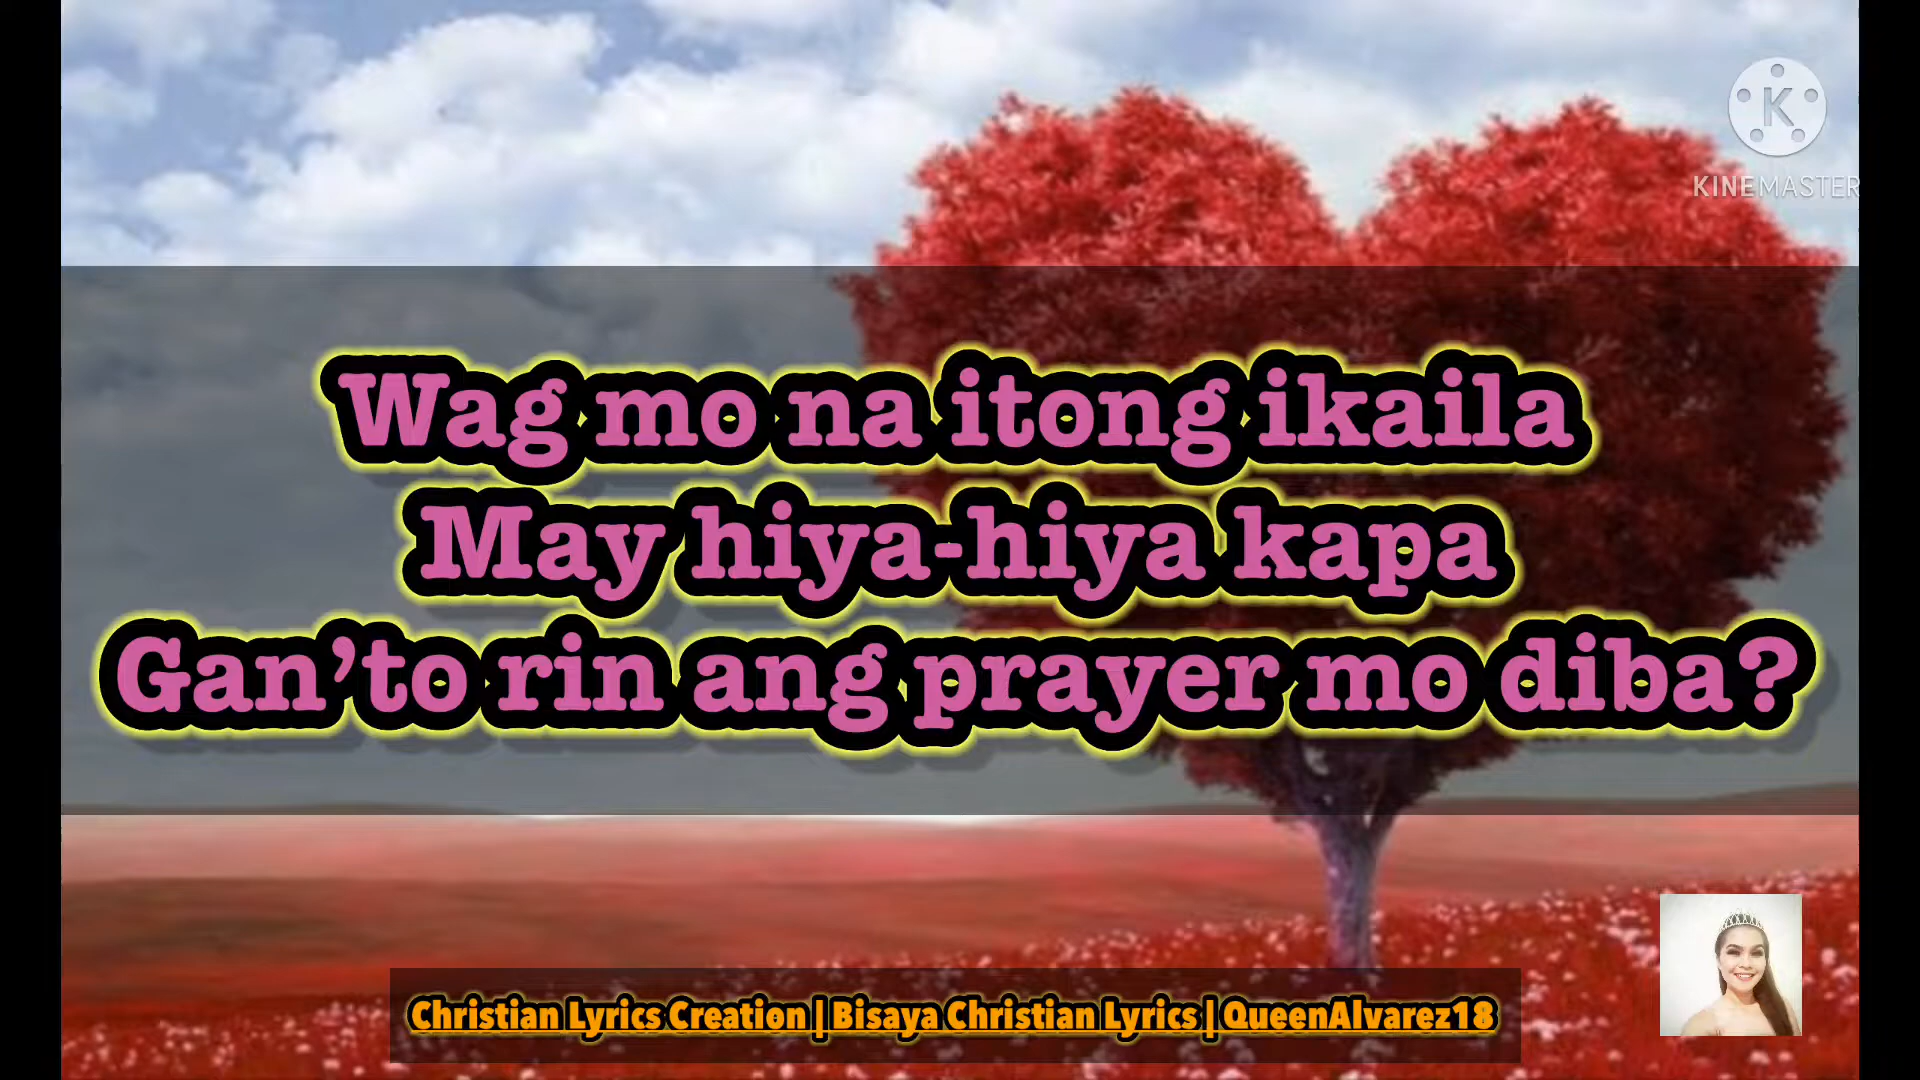 K
KINEMASTER
Wag mo na itong ikaila
May hiya-hiya kapa
Gan’to rin ang prayer mo diba?
Christian Lyrics Creation | Bisaya Christian Lyrics | QueenAlvarez18